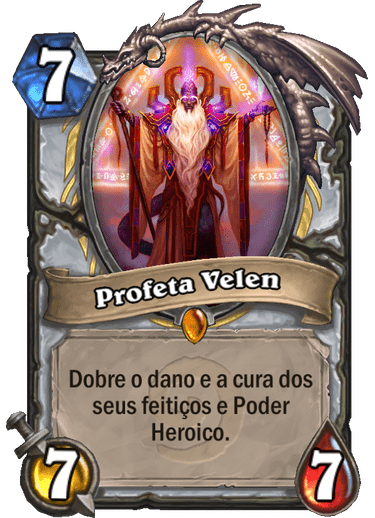 7
Profeta Velen
Dobre o dano e a cura dos
seus feitiços e Poder
Heroico.
7
7